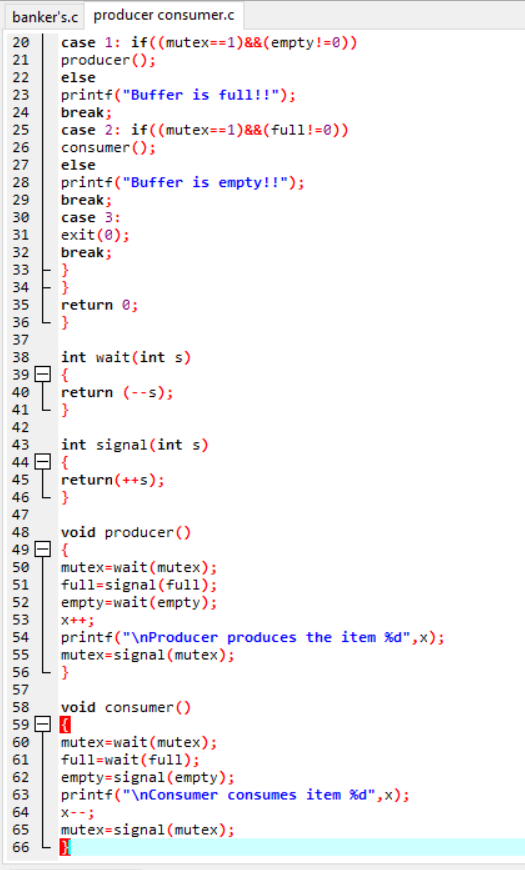 banker's.c producer consumer.c
20 case 1: if((mutex==1)&&(empty!=0))
21 producer();
22 else
23 printf("Buffer is full!!");
24 break;
25 case 2: if((mutex==1)&&(full!=0))
26 consumer();
27 else
28 printf("Buffer is empty!!");
29 break;
30 case 3:
31 exit(0);
32 break;
33 }
34 }
35 return 0;
36 }
37
38 int wait(int s)
39 {
40 return (--s);
41 }
42
43 int signal(int s)
44 {
45 return(++s);
46 }
47
48 void producer()
49 {
50 mutex=wait(mutex);
51 full=signal(full);
52 empty=wait(empty);
53 x++;
54 printf("\nProducer produces the item %d",x);
55 mutex=signal(mutex);
56 }
57
58 void consumer()
59 {
60 mutex=wait(mutex);
61 full=wait(full);
62 empty=signal(empty);
63 printf("\nConsumer consumes item %d",x);
64 x--;
65 mutex=signal(mutex);
66 }